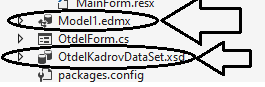 MainForm.resx
Model1.edmx
OtdelForm.cs
OtdelKadrovDataSet.xsd
packages.config